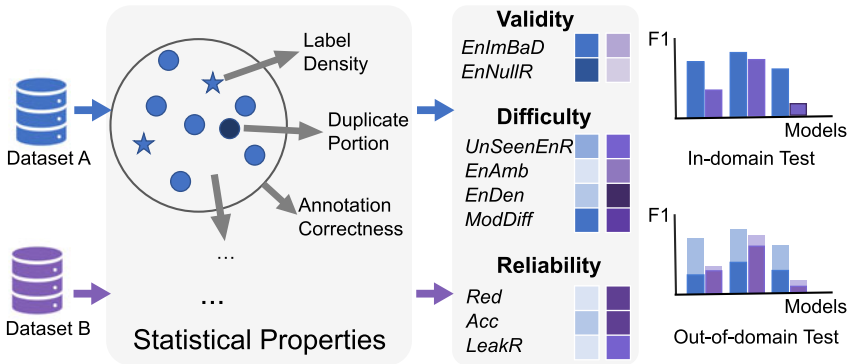 Dataset A
Dataset B
Label
Density
Duplicate
Portion
Annotation
Correctness
...
...
Statistical Properties
Validity
EnImBaD
EnNullR
Difficulty
UnSeenEnR
EnAmb
EnDen
ModDiff
Reliability
Red
Acc
LeakR
F1
Models
In-domain Test
F1
Models
Out-of-domain Test